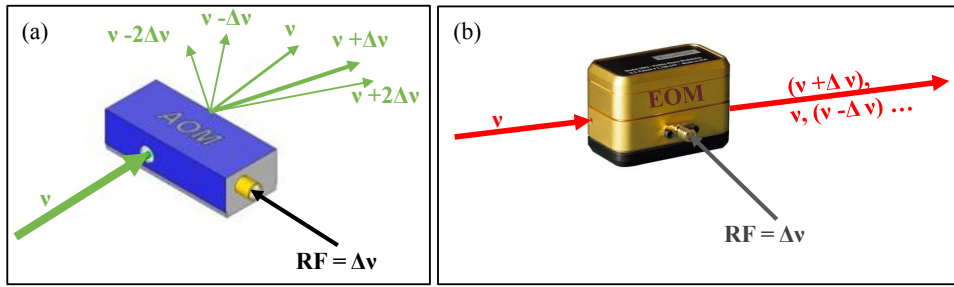 (a)
ν - 2Δν
ν -Δν
ν
ν +Δν
ν +2Δν
AOM
ν
RF = Δν
(b)
EOM
ν
(ν +Δ ν),
ν, (ν -Δ ν) …
RF = Δν